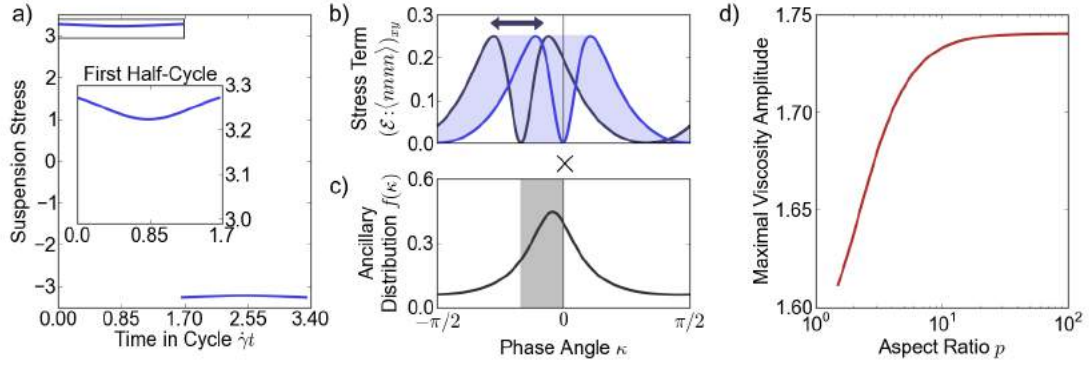 a)
Suspension Stress
3
2
1
0
−1
−2
−3
First Half-Cycle
3.3
3.2
3.1
3.0
0.0 0.85 1.7
0.00 0.85 1.70 2.55 3.40
Time in Cycle γ̇t
b)
Stress Term
(ℰ:⟨nnnn⟩)xy
0.3
0.2
0.1
0.0
×
c)
Ancillary
Distribution f(κ)
0.6
0.3
0.0
−π/2 0 π/2
Phase Angle κ
d)
Maximal Viscosity Amplitude
1.75
1.70
1.65
1.60
10⁰ 10¹ 10²
Aspect Ratio p